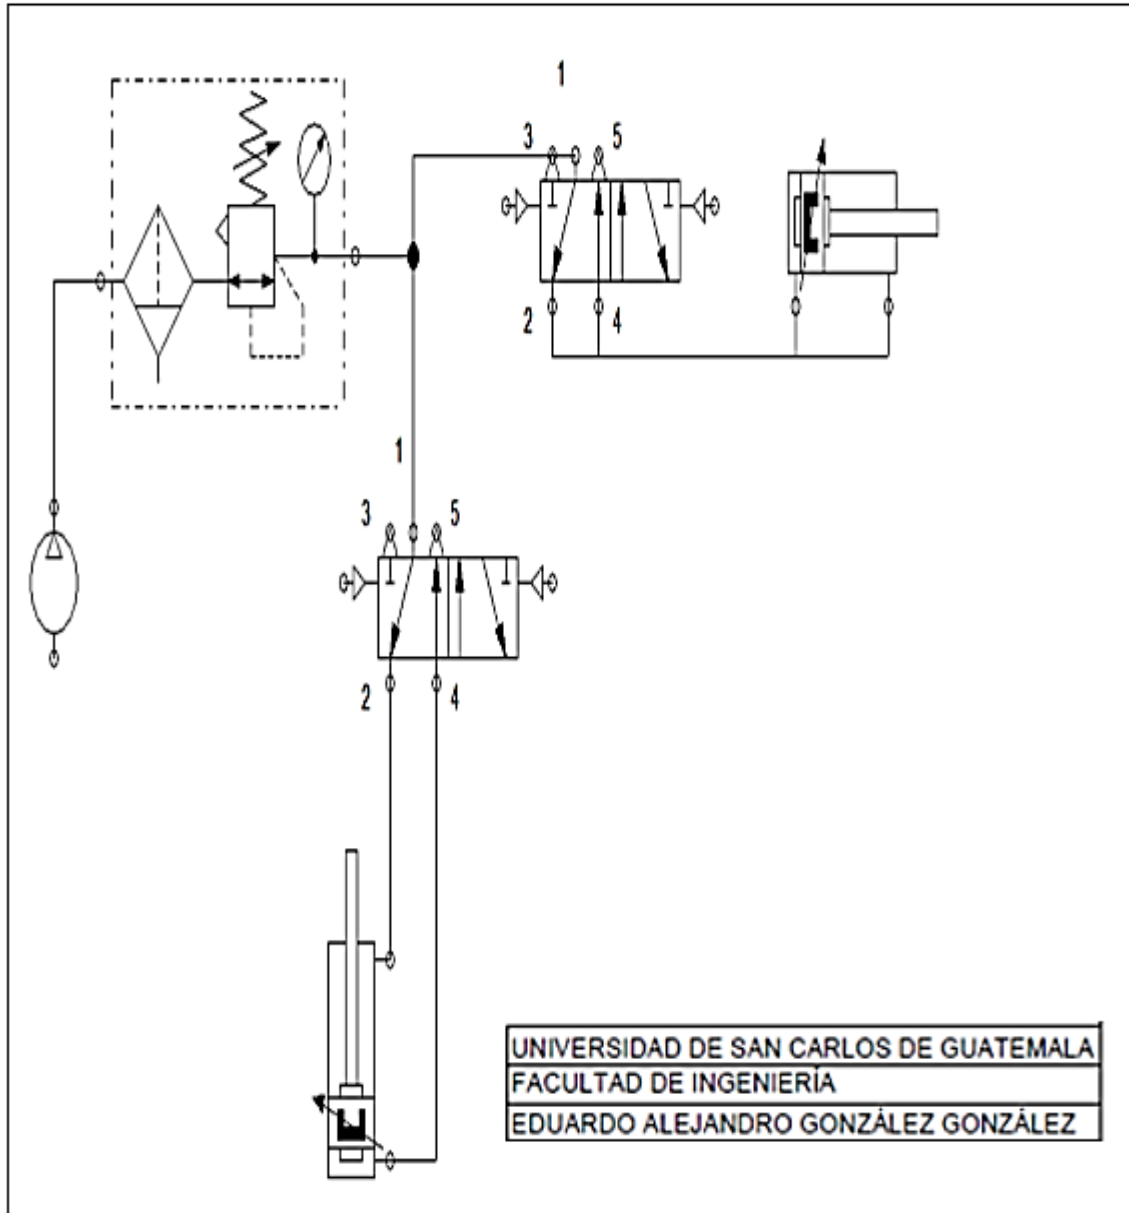 1
3 5
2 4
1
3 5
2 4
UNIVERSIDAD DE SAN CARLOS DE GUATEMALA
FACULTAD DE INGENIERÍA
EDUARDO ALEJANDRO GONZÁLEZ GONZÁLEZ